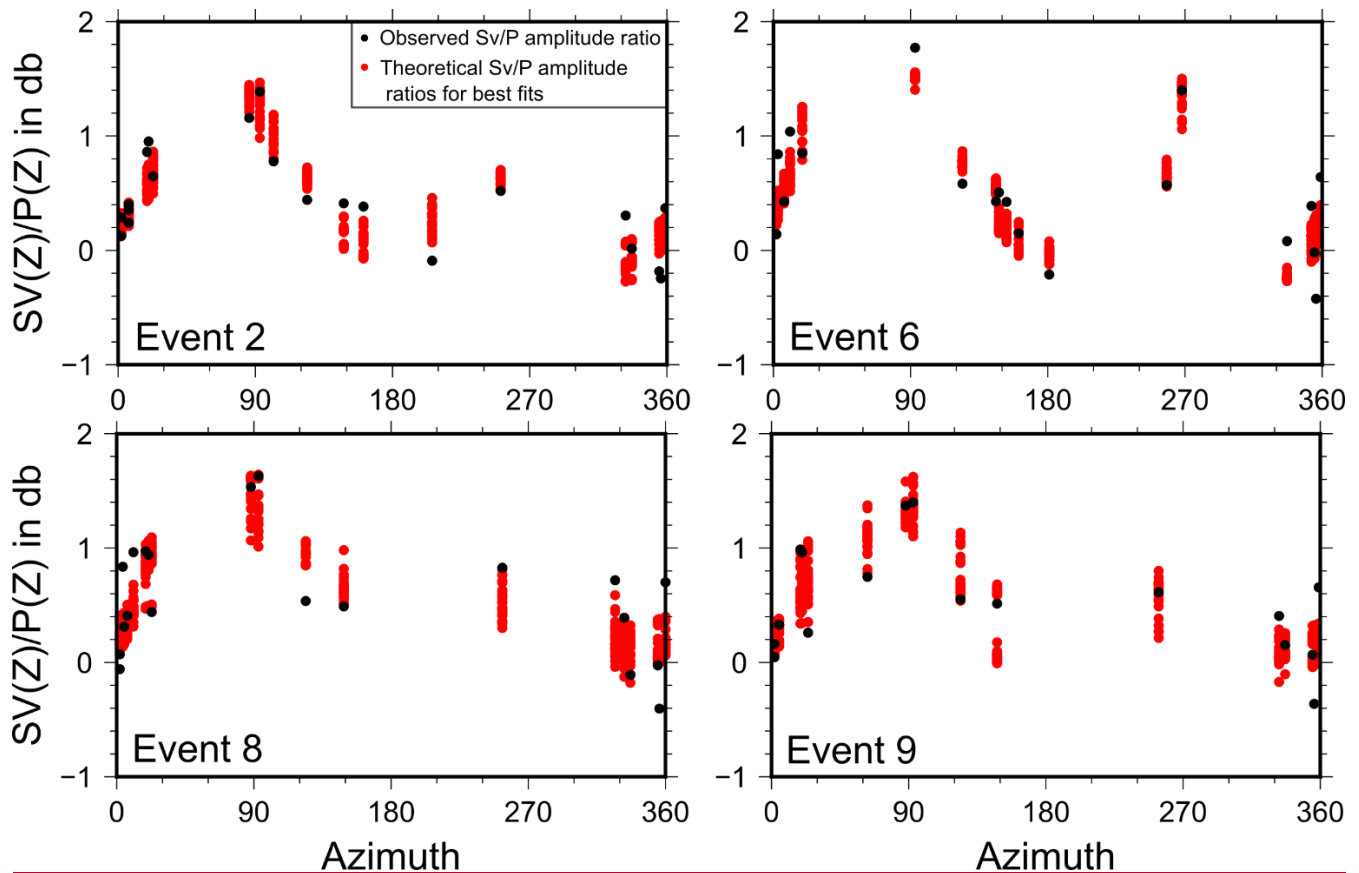 SV(Z)/P(Z) in db
2
1
0
−1
Observed Sv/P amplitude ratio
Theoretical Sv/P amplitude
ratios for best fits
Event 2
0 90 180 270 360
2
1
0
−1
Event 6
0 90 180 270 360
SV(Z)/P(Z) in db
2
1
0
−1
Event 8
0 90 180 270 360
Azimuth
2
1
0
−1
Event 9
0 90 180 270 360
Azimuth